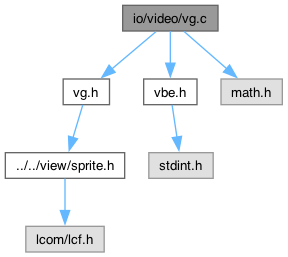 io/video/vg.c
vg.h
vbe.h
math.h
../../view/sprite.h
stdint.h
lcom/lcf.h